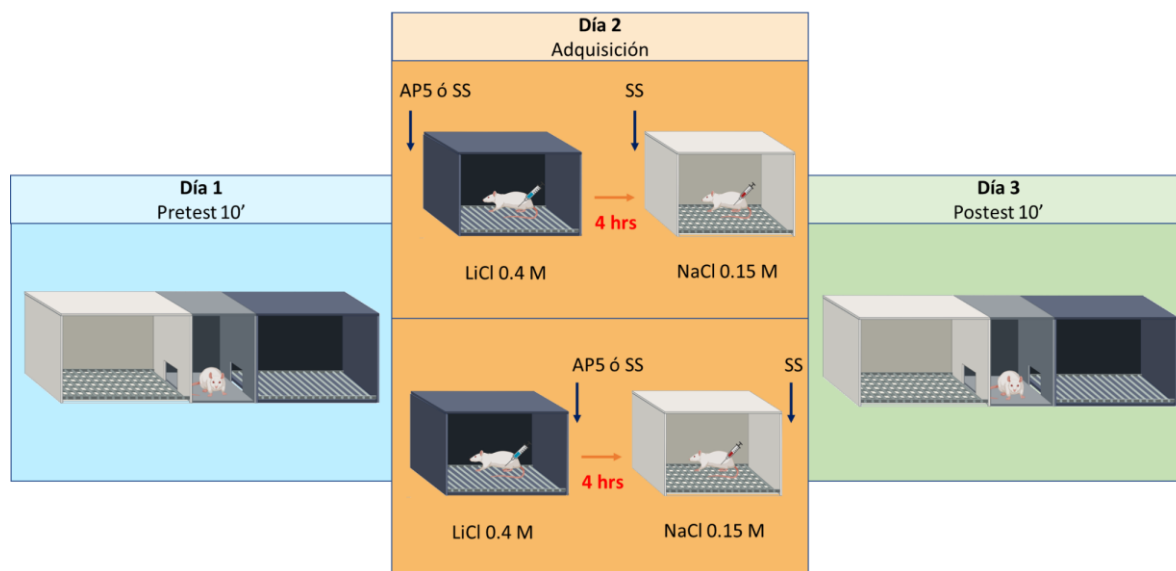 Día 1
Pretest 10’
Día 2
Adquisición
AP5 ó SS
SS
4 hrs
LiCl 0.4 M
NaCl 0.15 M
AP5 ó SS
SS
4 hrs
LiCl 0.4 M
NaCl 0.15 M
Día 3
Postest 10’